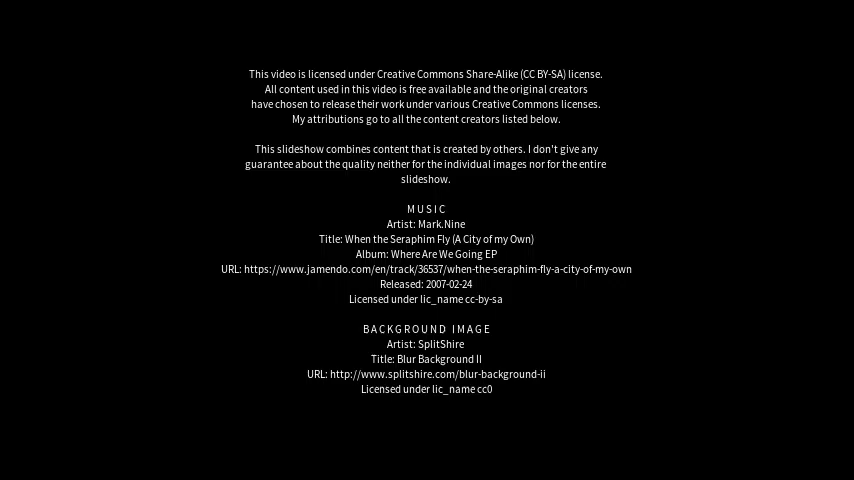 This video is licensed under Creative Commons Share-Alike (CC BY-SA) license.
All content used in this video is free available and the original creators
have chosen to release their work under various Creative Commons licenses.
My attributions go to all the content creators listed below.
This slideshow combines content that is created by others. I don't give any
guarantee about the quality neither for the individual images nor for the entire
slideshow.
MUSIC
Artist: Mark.Nine
Title: When the Seraphim Fly (A City of my Own)
Album: Where Are We Going EP
URL: https://www.jamendo.com/en/track/36537/when-the-seraphim-fly-a-city-of-my-own
Released: 2007-02-24
Licensed under lic_name cc-by-sa
BACKGROUND IMAGE
Artist: SplitShire
Title: Blur Background II
URL: http://www.splitshire.com/blur-background-ii
Licensed under lic_name cc0